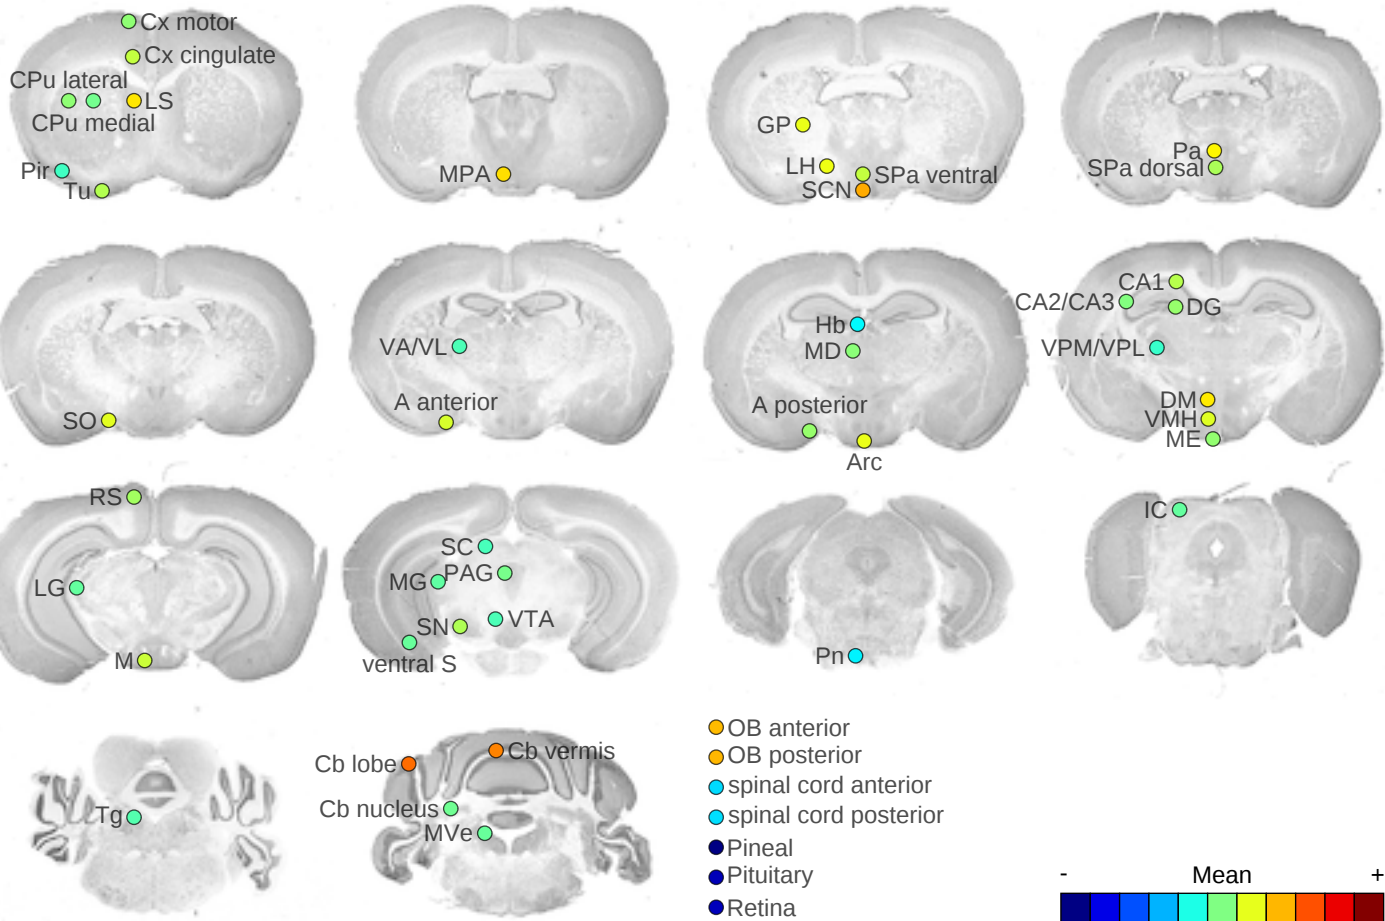 Cx motor
Cx cingulate
CPu lateral
LS
CPu medial
Pir
Tu
MPA
GP
LH
SPa ventral
SCN
Pa
SPa dorsal
SO
VA/VL
A anterior
Hb
MD
A posterior
Arc
CA1
CA2/CA3
DG
VPM/VPL
DM
VMH
ME
RS
LG
M
SC
MG
PAG
SN
VTA
ventral S
Pn
IC
Tg
Cb lobe
Cb vermis
Cb nucleus
MVe
OB anterior
OB posterior
spinal cord anterior
spinal cord posterior
Pineal
Pituitary
Retina
- Mean +